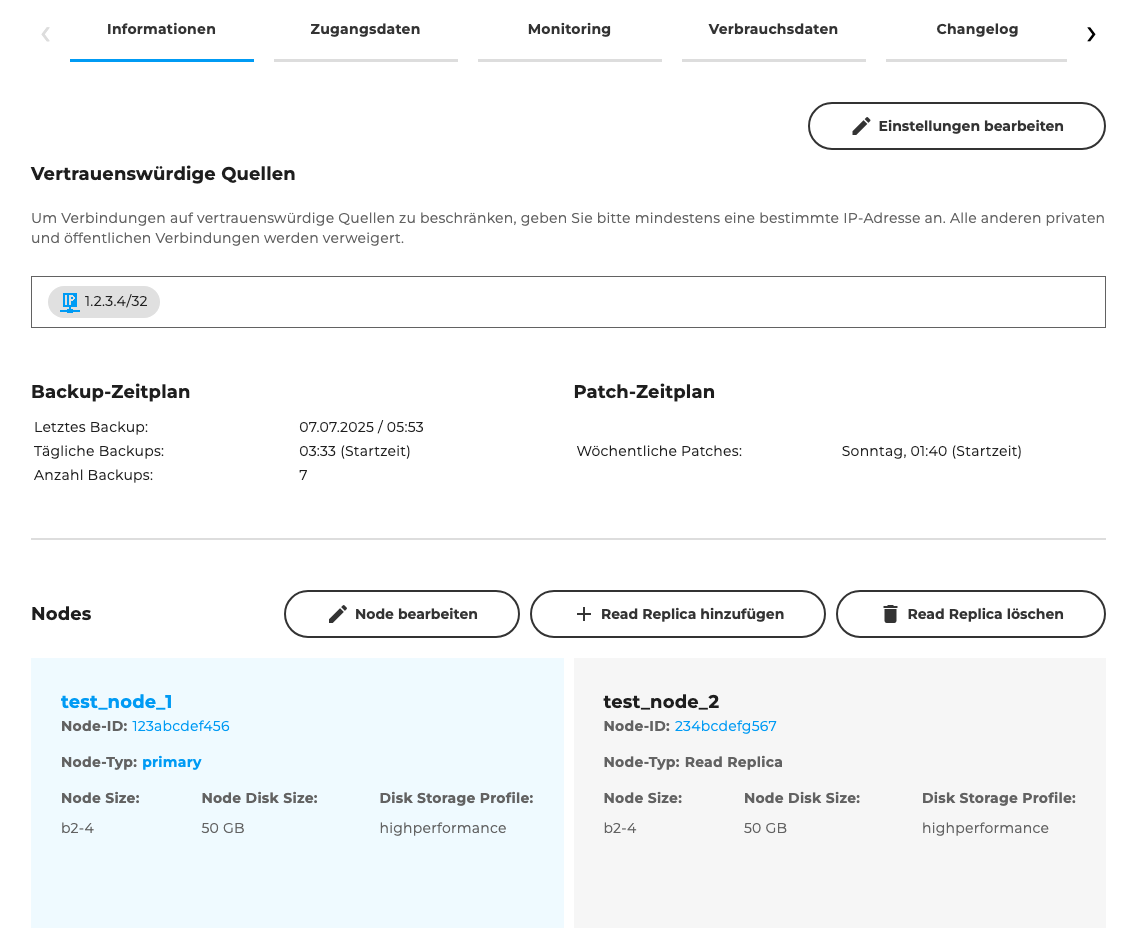 Informationen
Zugangsdaten
Monitoring
Verbrauchsdaten
Changelog
Einstellungen bearbeiten
Vertrauenswürdige Quellen
Um Verbindungen auf vertrauenswürdige Quellen zu beschränken, geben Sie bitte mindestens eine bestimmte IP-Adresse an. Alle anderen privaten
und öffentlichen Verbindungen werden verweigert.
IP 1.2.3.4/32
Backup-Zeitplan
Letztes Backup: 07.07.2025 / 05:53
Tägliche Backups: 03:33 (Startzeit)
Anzahl Backups: 7
Patch-Zeitplan
Wöchentliche Patches: Sonntag, 01:40 (Startzeit)
Nodes
Node bearbeiten
Read Replica hinzufügen
Read Replica löschen
test_node_1
Node-ID: 123abcdef456
Node-Typ: primary
Node Size: Node Disk Size: Disk Storage Profile:
b2-4 50 GB highperformance
test_node_2
Node-ID: 234bcdefg567
Node-Typ: Read Replica
Node Size: Node Disk Size: Disk Storage Profile:
b2-4 50 GB highperformance